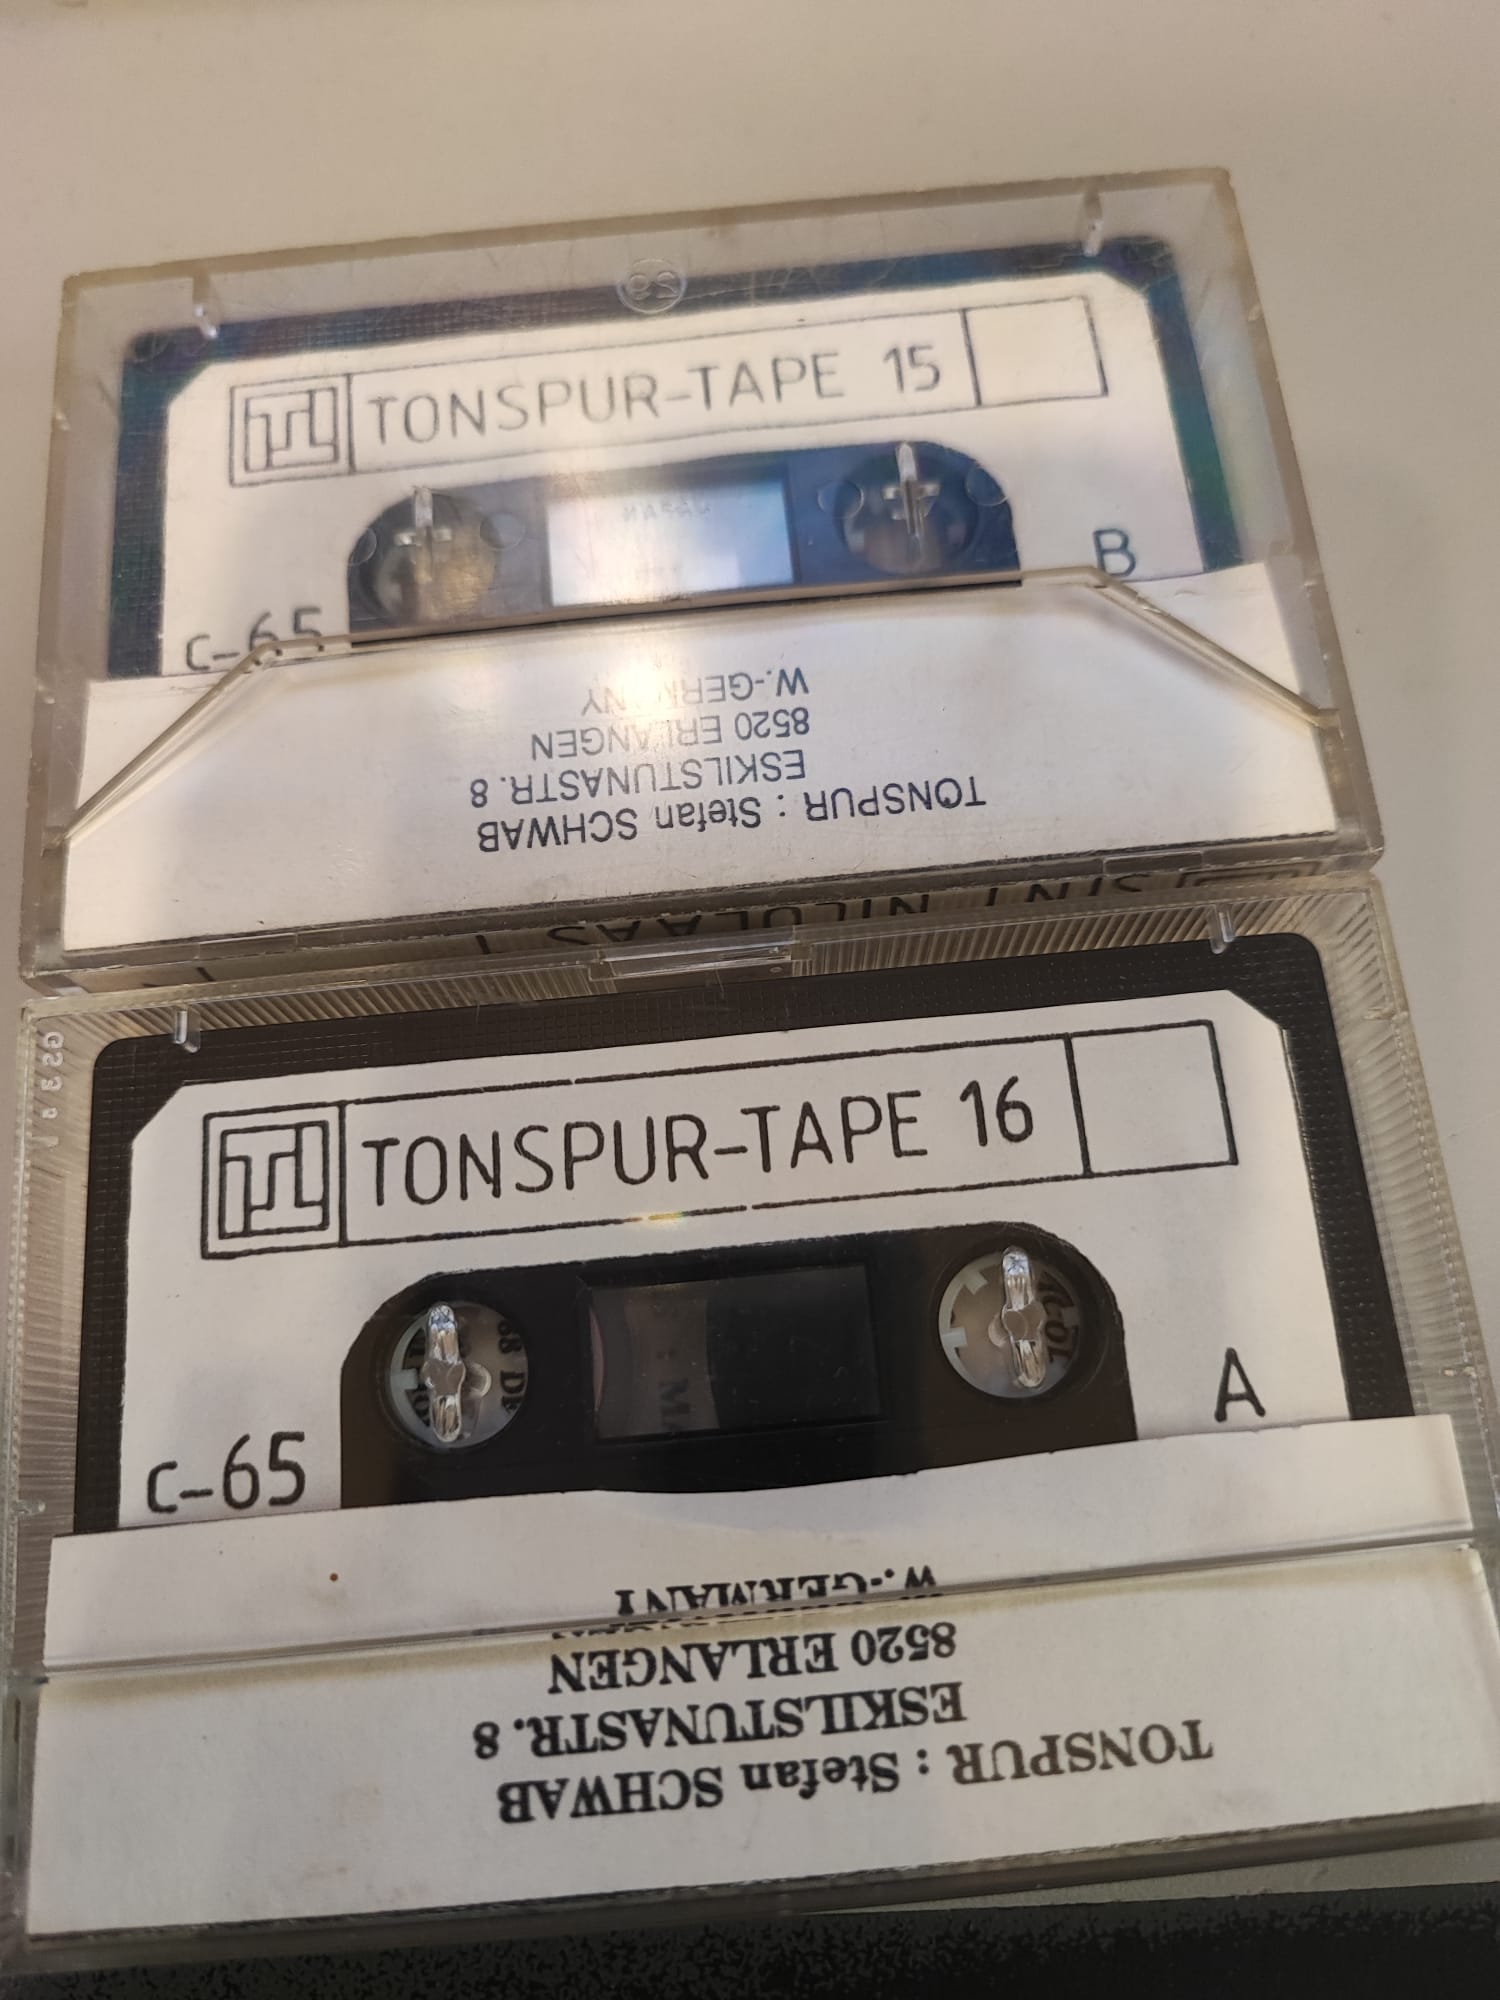 TONSPUR-TAPE 15
B
C-65
TONSPUR : Stefan SCHWAB
ESKILSTUNASTR. 8
8520 ERLANGEN
W.-GERMANY
TONSPUR-TAPE 16
A
C-65
TONSPUR : Stefan SCHWAB
ESKILSTUNASTR. 8
8520 ERLANGEN
W.-GERMANY